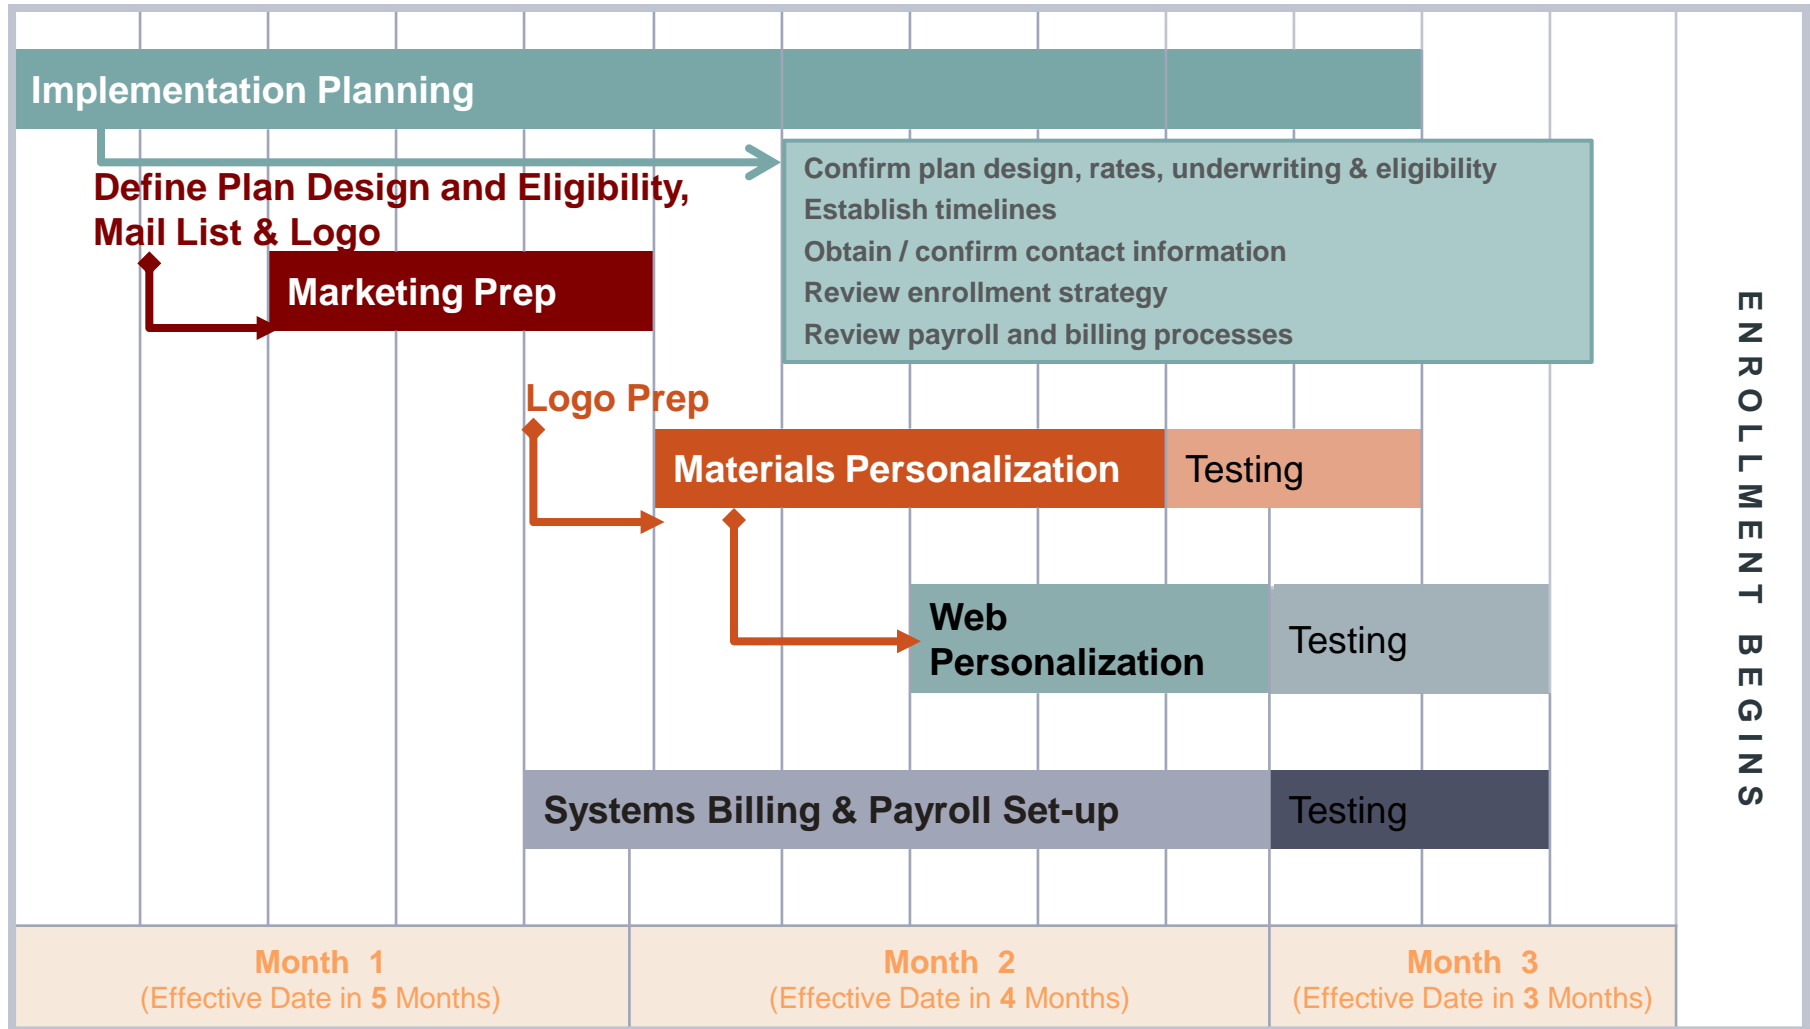 Implementation Planning
Define Plan Design and Eligibility,
Mail List & Logo
Confirm plan design, rates, underwriting & eligibility
Establish timelines
Obtain / confirm contact information
Review enrollment strategy
Review payroll and billing processes
Marketing Prep
Logo Prep
Materials Personalization
Testing
Web
Personalization
Testing
Systems Billing & Payroll Set-up
Testing
ENROLLMENT BEGINS
Month 1
(Effective Date in 5 Months)
Month 2
(Effective Date in 4 Months)
Month 3
(Effective Date in 3 Months)